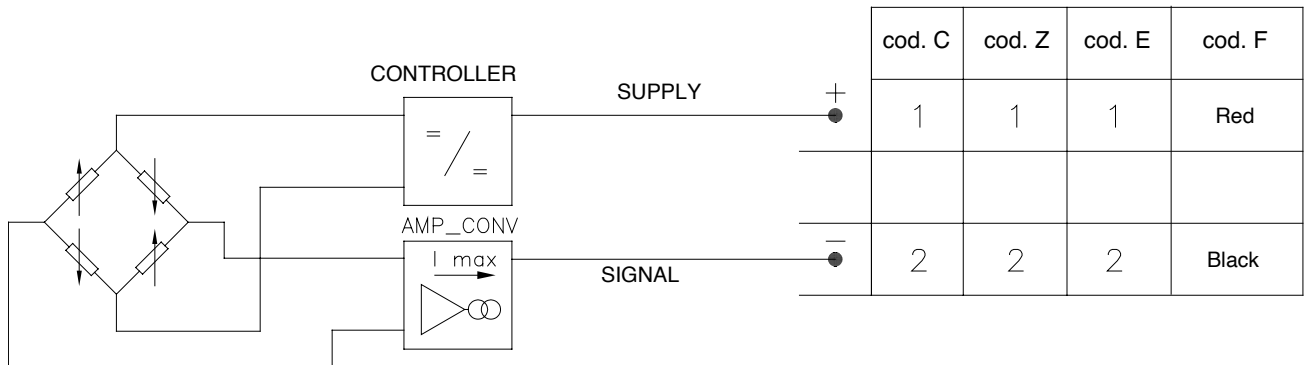 cod. C cod. Z cod. E cod. F
CONTROLLER
SUPPLY
+
1 1 1 Red
=
/
=
AMP_CONV
I max
SIGNAL
−
2 2 2 Black